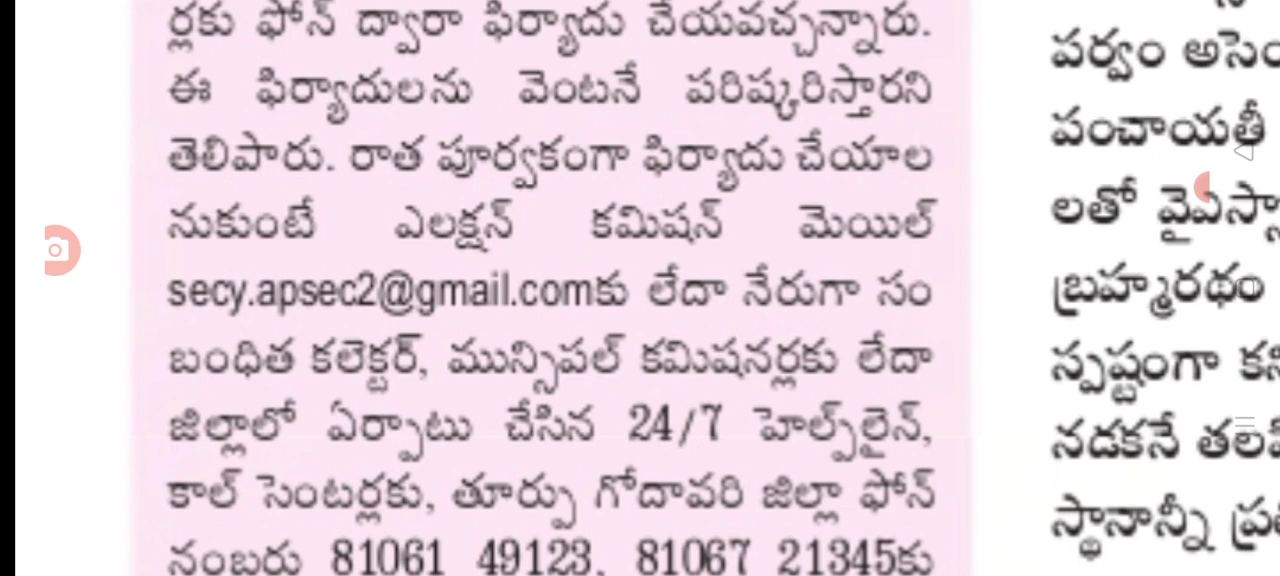 ర్లకు ఫోన్ ద్వారా ఫిర్యాదు చేయవచ్చన్నారు.
ఈ ఫిర్యాదులను వెంటనే పరిష్కరిస్తారని
తెలిపారు. రాత పూర్వకంగా ఫిర్యాదు చేయాల
నుకుంటే ఎలక్షన్ కమిషన్ మెయిల్
secy.apsec2@gmail.comకు లేదా నేరుగా సం
బంధిత కలెక్టర్, మున్సిపల్ కమిషనర్లకు లేదా
జిల్లాలో ఏర్పాటు చేసిన 24/7 హెల్ప్‌లైన్,
కాల్ సెంటర్లకు, తూర్పు గోదావరి జిల్లా ఫోన్
నంబరు 81061 49123, 81067 21345కు
పర్వం
పంచాయతీ
లతో
బ్రహ్మరథం
స్పష్టంగా
నడకనే
స్థానాన్నీ